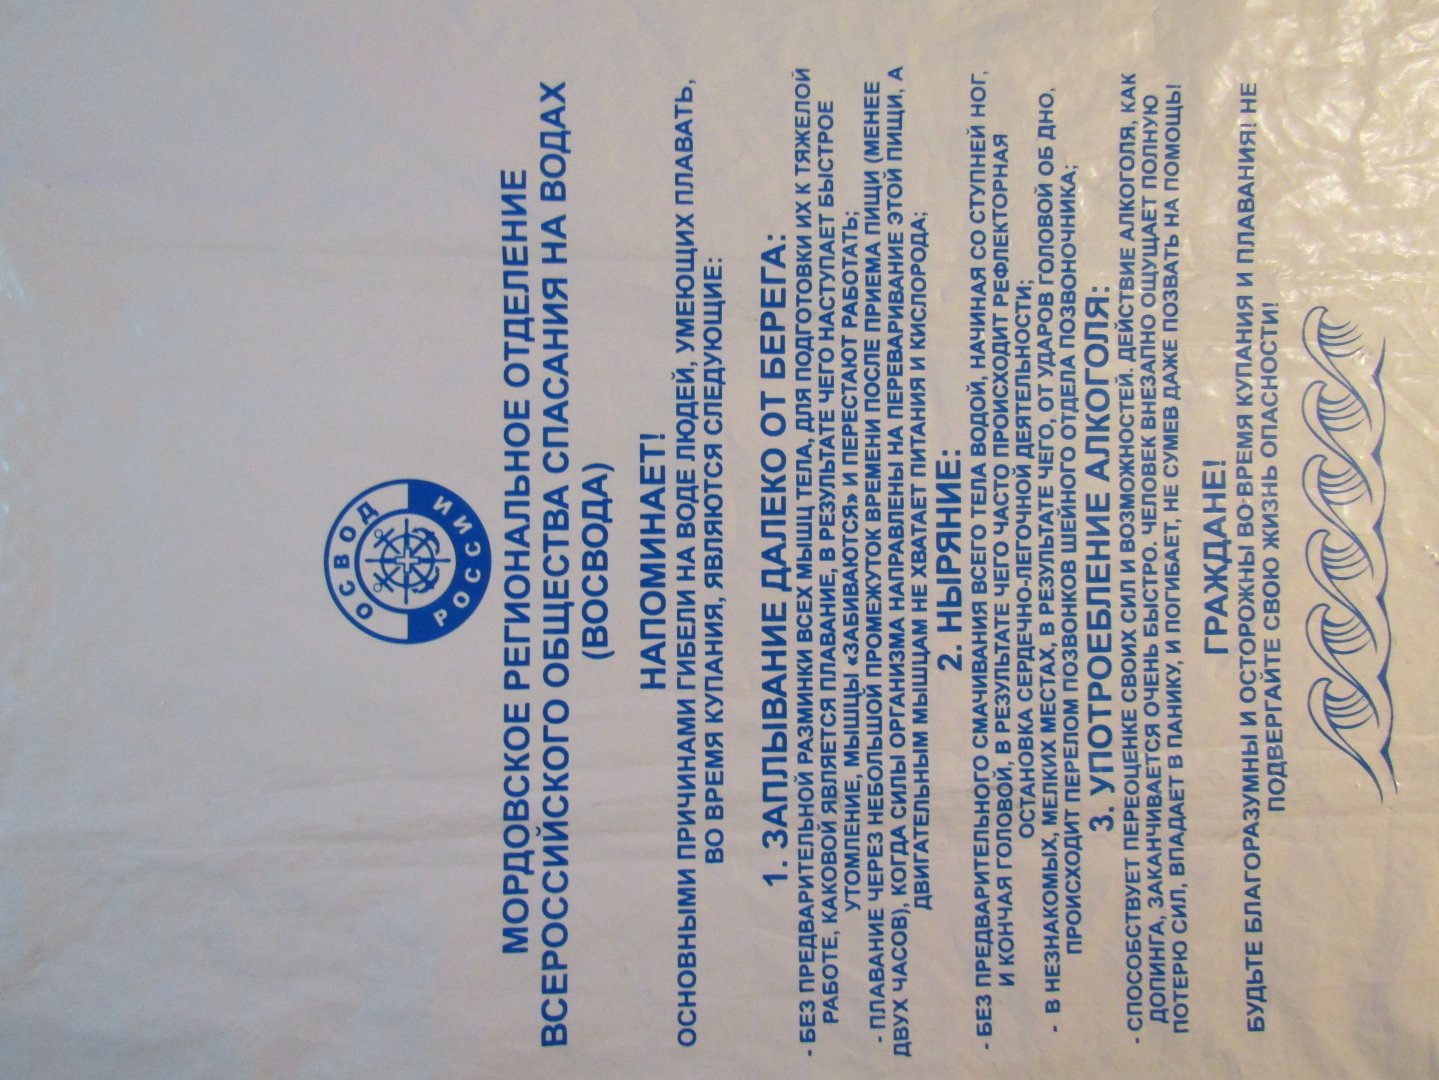 ОСВОД
РОССИИ
МОРДОВСКОЕ РЕГИОНАЛЬНОЕ ОТДЕЛЕНИЕ
ВСЕРОССИЙСКОГО ОБЩЕСТВА СПАСАНИЯ НА ВОДАХ
(ВОСВОДА)
НАПОМИНАЕТ!
ОСНОВНЫМИ ПРИЧИНАМИ ГИБЕЛИ НА ВОДЕ ЛЮДЕЙ, УМЕЮЩИХ ПЛАВАТЬ,
ВО ВРЕМЯ КУПАНИЯ, ЯВЛЯЮТСЯ СЛЕДУЮЩИЕ:
1. ЗАПЛЫВАНИЕ ДАЛЕКО ОТ БЕРЕГА:
- БЕЗ ПРЕДВАРИТЕЛЬНОЙ РАЗМИНКИ ВСЕХ МЫШЦ ТЕЛА, ДЛЯ ПОДГОТОВКИ ИХ К ТЯЖЕЛОЙ
РАБОТЕ, КАКОВОЙ ЯВЛЯЕТСЯ ПЛАВАНИЕ, В РЕЗУЛЬТАТЕ ЧЕГО НАСТУПАЕТ БЫСТРОЕ
УТОМЛЕНИЕ, МЫШЦЫ «ЗАБИВАЮТСЯ» И ПЕРЕСТАЮТ РАБОТАТЬ;
- ПЛАВАНИЕ ЧЕРЕЗ НЕБОЛЬШОЙ ПРОМЕЖУТОК ВРЕМЕНИ ПОСЛЕ ПРИЕМА ПИЩИ (МЕНЕЕ
ДВУХ ЧАСОВ), КОГДА СИЛЫ ОРГАНИЗМА НАПРАВЛЕНЫ НА ПЕРЕВАРИВАНИЕ ЭТОЙ ПИЩИ, А
ДВИГАТЕЛЬНЫМ МЫШЦАМ НЕ ХВАТАЕТ ПИТАНИЯ И КИСЛОРОДА;
2. НЫРЯНИЕ:
- БЕЗ ПРЕДВАРИТЕЛЬНОГО СМАЧИВАНИЯ ВСЕГО ТЕЛА ВОДОЙ, НАЧИНАЯ СО СТУПНЕЙ НОГ,
И КОНЧАЯ ГОЛОВОЙ, В РЕЗУЛЬТАТЕ ЧЕГО ЧАСТО ПРОИСХОДИТ РЕФЛЕКТОРНАЯ
ОСТАНОВКА СЕРДЕЧНО-ЛЕГОЧНОЙ ДЕЯТЕЛЬНОСТИ;
- В НЕЗНАКОМЫХ, МЕЛКИХ МЕСТАХ, В РЕЗУЛЬТАТЕ ЧЕГО, ОТ УДАРОВ ГОЛОВОЙ ОБ ДНО,
ПРОИСХОДИТ ПЕРЕЛОМ ПОЗВОНКОВ ШЕЙНОГО ОТДЕЛА ПОЗВОНОЧНИКА;
3. УПОТРОЕБЛЕНИЕ АЛКОГОЛЯ:
- СПОСОБСТВУЕТ ПЕРЕОЦЕНКЕ СВОИХ СИЛ И ВОЗМОЖНОСТЕЙ. ДЕЙСТВИЕ АЛКОГОЛЯ, КАК
ДОПИНГА, ЗАКАНЧИВАЕТСЯ ОЧЕНЬ БЫСТРО. ЧЕЛОВЕК ВНЕЗАПНО ОЩУЩАЕТ ПОЛНУЮ
ПОТЕРЮ СИЛ, ВПАДАЕТ В ПАНИКУ, И ПОГИБАЕТ, НЕ СУМЕВ ДАЖЕ ПОЗВАТЬ НА ПОМОЩЬ!
ГРАЖДАНЕ!
БУДЬТЕ БЛАГОРАЗУМНЫ И ОСТОРОЖНЫ ВО ВРЕМЯ КУПАНИЯ И ПЛАВАНИЯ! НЕ
ПОДВЕРГАЙТЕ СВОЮ ЖИЗНЬ ОПАСНОСТИ!